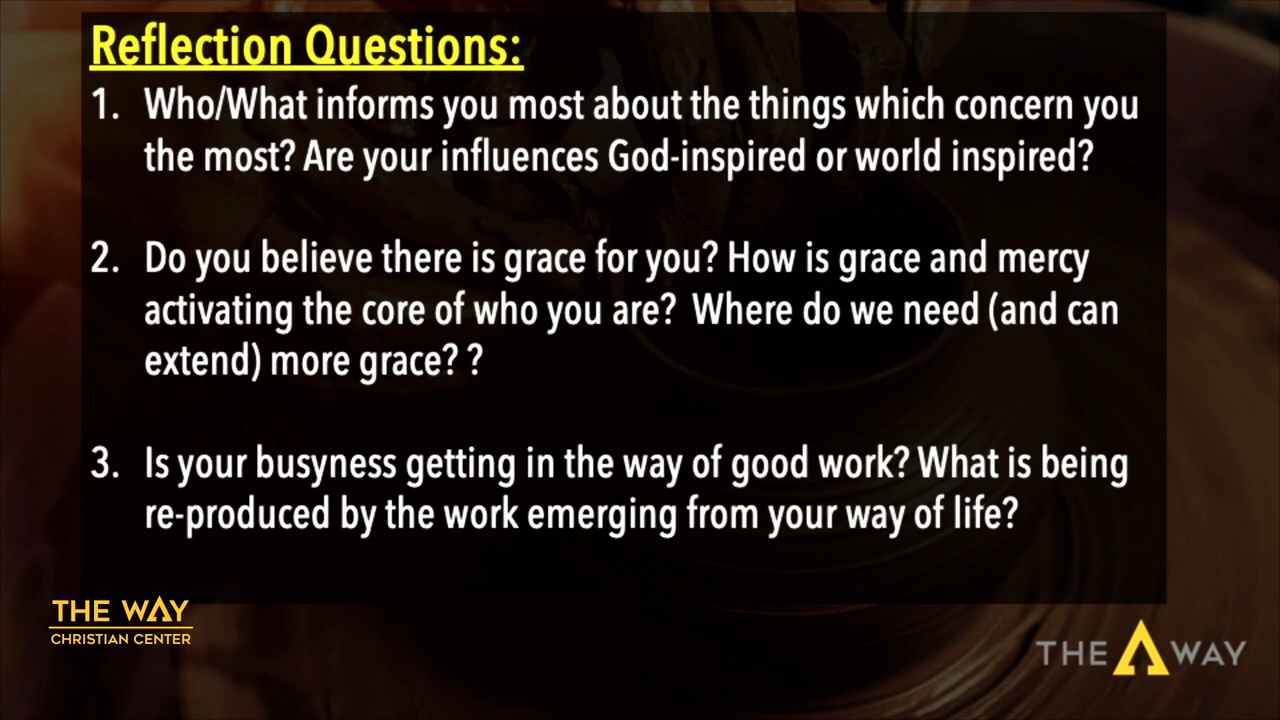 Reflection Questions:
1. Who/What informs you most about the things which concern you
the most? Are your influences God-inspired or world inspired?
2. Do you believe there is grace for you? How is grace and mercy
activating the core of who you are? Where do we need (and can
extend) more grace? ?
3. Is your busyness getting in the way of good work? What is being
re-produced by the work emerging from your way of life?
THE WAY
CHRISTIAN CENTER
THE WAY